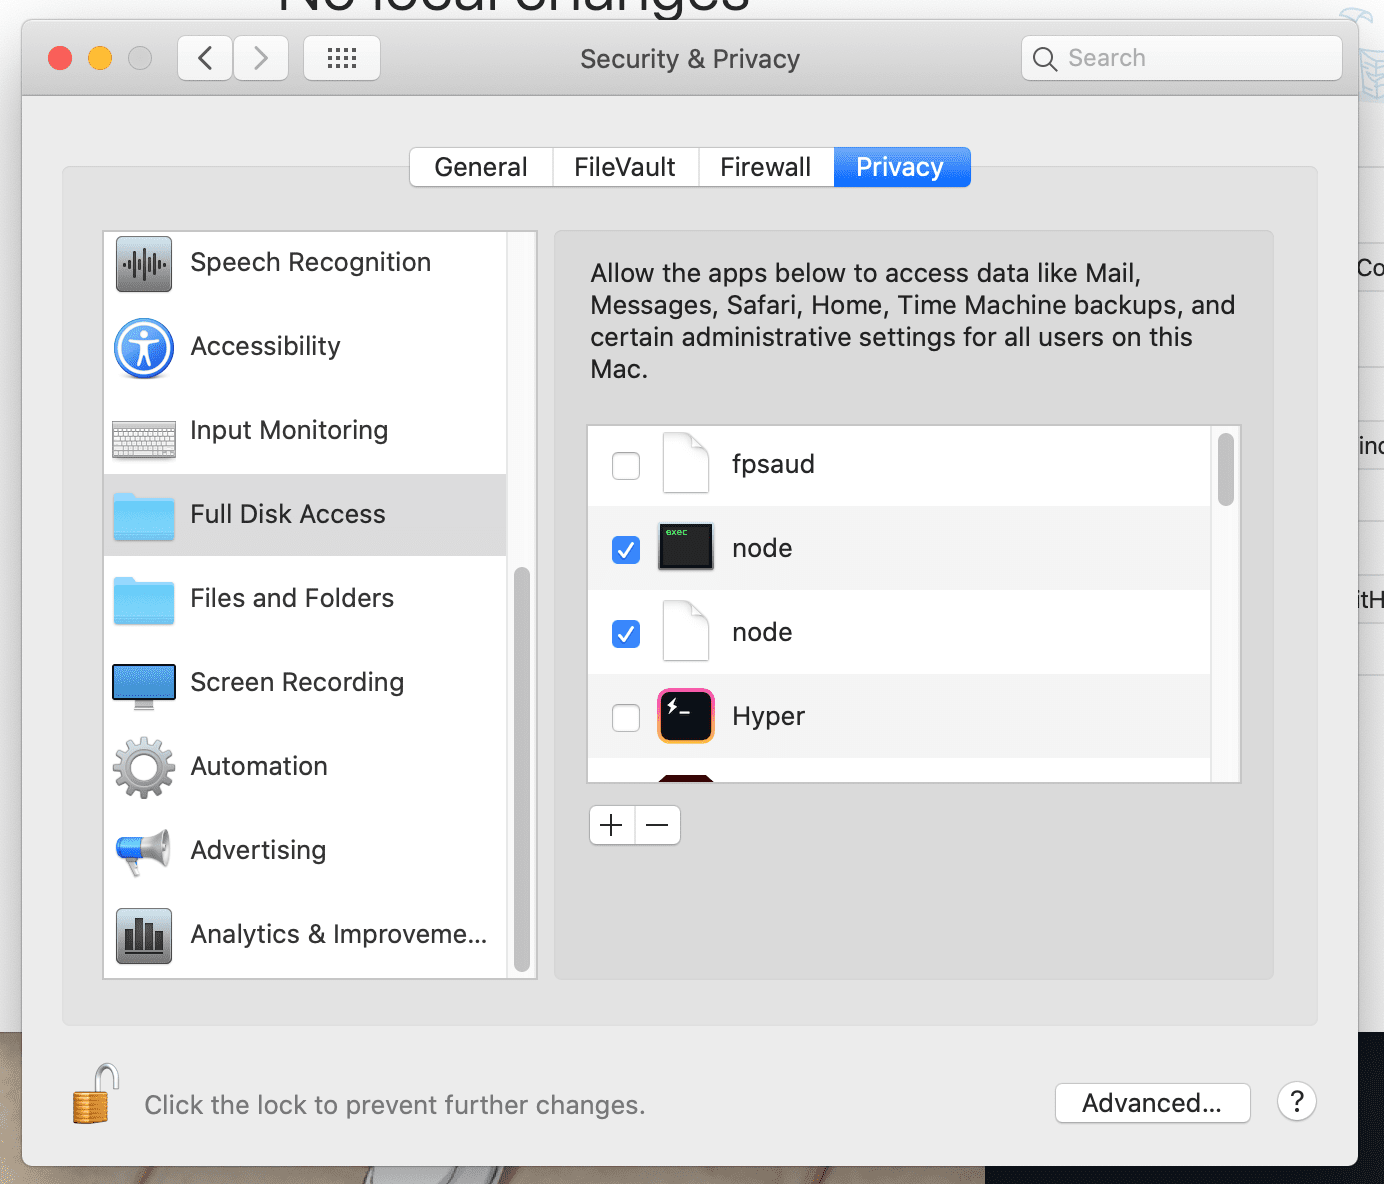 No local changes
Security & Privacy
Search
General
FileVault
Firewall
Privacy
Speech Recognition
Accessibility
Input Monitoring
Full Disk Access
Files and Folders
Screen Recording
Automation
Advertising
Analytics & Improveme...
Allow the apps below to access data like Mail,
Messages, Safari, Home, Time Machine backups, and
certain administrative settings for all users on this
Mac.
fpsaud
exec
node
node
Hyper
Click the lock to prevent further changes.
Advanced...
?
Co
itH